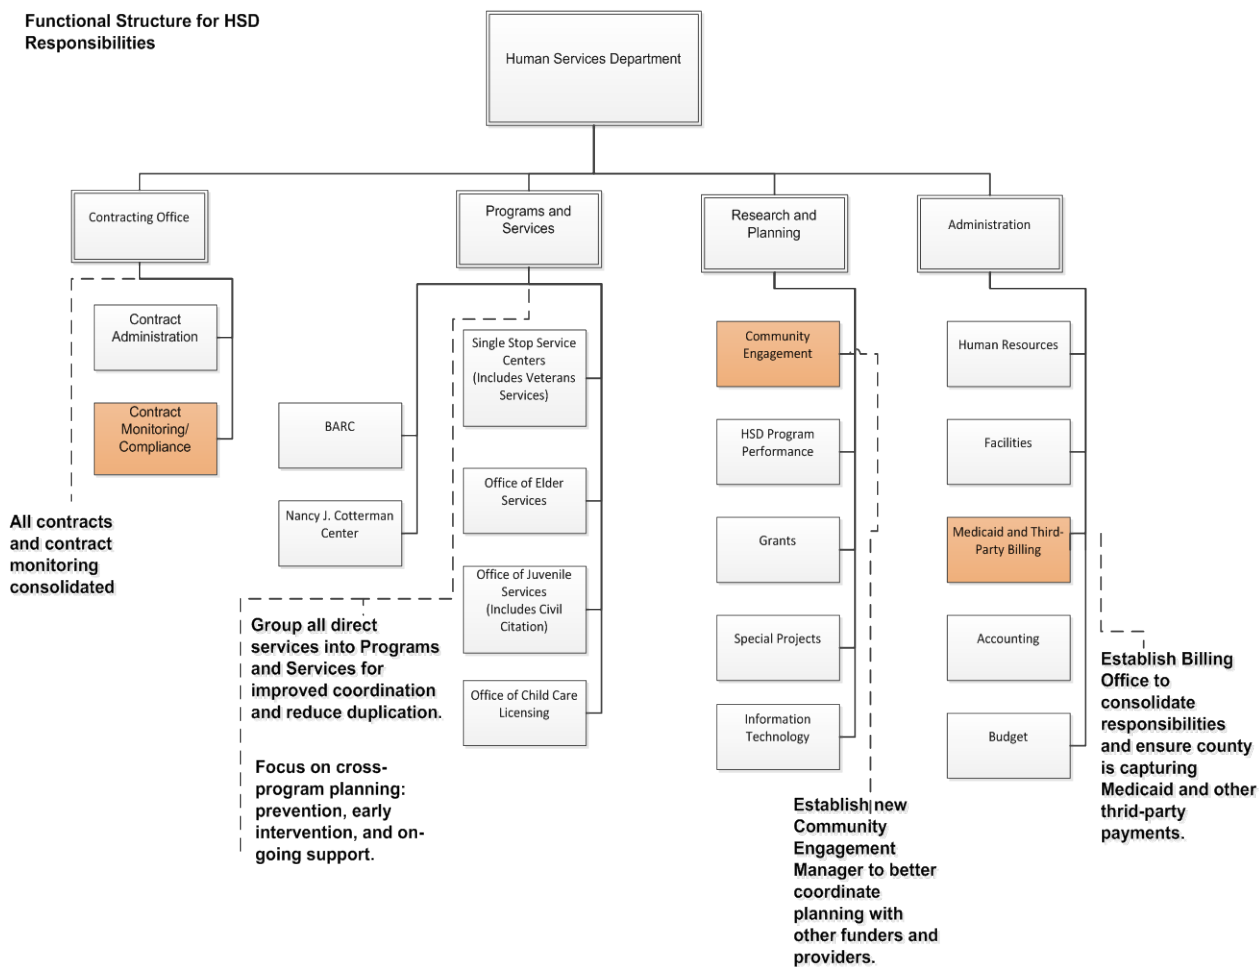 Functional Structure for HSD
Responsibilities
Human Services Department
Contracting Office
Programs and
Services
Research and
Planning
Administration
Contract
Administration
Contract
Monitoring/
Compliance
All contracts
and contract
monitoring
consolidated
BARC
Nancy J. Cotterman
Center
Single Stop Service
Centers
(Includes Veterans
Services)
Office of Elder
Services
Office of Juvenile
Services
(Includes Civil
Citation)
Office of Child Care
Licensing
Group all direct
services into Programs
and Services for
improved coordination
and reduce duplication.
Focus on cross-
program planning:
prevention, early
intervention, and on-
going support.
Community
Engagement
HSD Program
Performance
Grants
Special Projects
Information
Technology
Establish new
Community
Engagement
Manager to better
coordinate
planning with
other funders and
providers.
Human Resources
Facilities
Medicaid and Third-
Party Billing
Accounting
Budget
Establish Billing
Office to
consolidate
responsibilities
and ensure county
is capturing
Medicaid and other
thrid-party
payments.